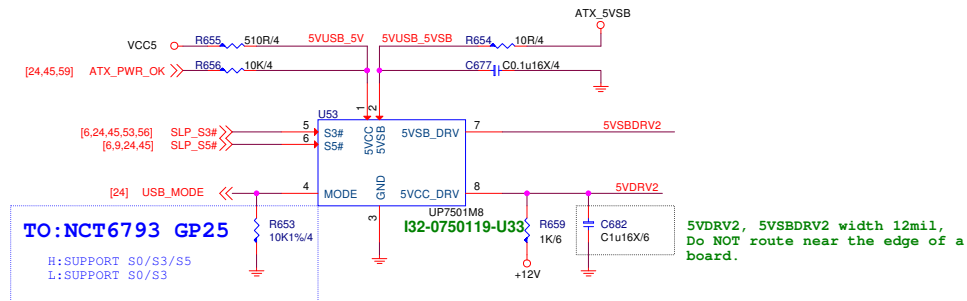 ATX_5VSB
VCC5 R655 510R/4 5VUSB_5V 5VUSB_5VSB R654 10R/4
[24,45,59] ATX_PWR_OK R656 10K/4 C677 C0.1u16X/4
1 2
U53
[6,24,45,53,56] SLP_S3# 5 S3# 5VCC 5VSB 5VSB_DRV 7 5VSBDRV2
[6,9,24,45] SLP_S5# 6 S5#
[24] USB_MODE 4 MODE GND 5VCC_DRV 8 5VDRV2
3 UP7501M8
I32-0750119-U33
TO:NCT6793 GP25
R653
10K1%/4
H:SUPPORT S0/S3/S5
L:SUPPORT S0/S3
R659
1K/6
+12V
C682
C1u16X/6
5VDRV2, 5VSBDRV2 width 12mil,
Do NOT route near the edge of a
board.